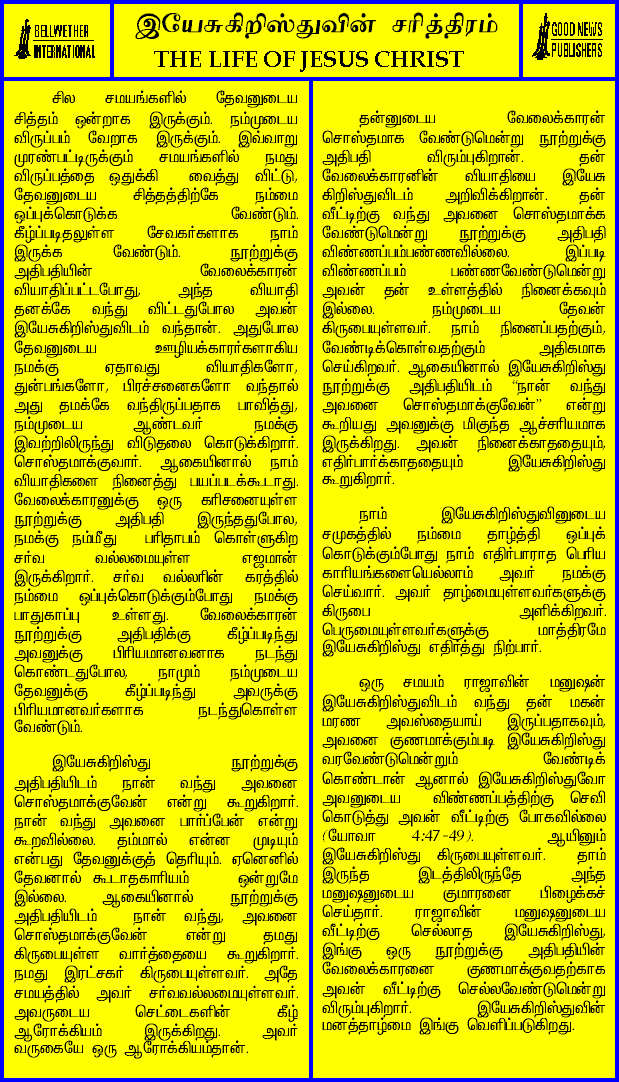 BELLWETHER
INTERNATIONAL
இயேசுகிறிஸ்துவின் சரித்திரம்
THE LIFE OF JESUS CHRIST
GOOD NEWS
PUBLISHERS
சில சமயங்களில் தேவனுடைய
சித்தம் ஒன்றாக இருக்கும். நம்முடைய
விருப்பம் வேறாக இருக்கும். இவ்வாறு
முரண்பட்டிருக்கும் சமயங்களில் நமது
விருப்பத்தை ஒதுக்கி வைத்து விட்டு,
தேவனுடைய சித்தத்திற்கே நம்மை
ஒப்புக்கொடுக்க வேண்டும்.
கீழ்ப்படிதலுள்ள சேவகர்களாக நாம்
இருக்க வேண்டும். நூற்றுக்கு
அதிபதியின் வேலைக்காரன்
வியாதிப்பட்டபோது, அந்த வியாதி
தனக்கே வந்து விட்டதுபோல அவன்
இயேசுகிறிஸ்துவிடம் வந்தான். அதுபோல
தேவனுடைய ஊழியக்காரர்களாகிய
நமக்கு ஏதாவது வியாதிகளோ,
துன்பங்களோ, பிரச்சனைகளோ வந்தால்
அது தமக்கே வந்திருப்பதாக பாவித்து,
நம்முடைய ஆண்டவர் நமக்கு
இவற்றிலிருந்து விடுதலை கொடுக்கிறார்.
சொஸ்தமாக்குவார். ஆகையினால் நாம்
வியாதிகளை நினைத்து பயப்படக்கூடாது.
வேலைக்காரனுக்கு ஒரு கரிசனையுள்ள
நூற்றுக்கு அதிபதி இருந்ததுபோல,
நமக்கு நம்மீது பரிதாபம் கொள்ளுகிற
சர்வ வல்லமையுள்ள எஜமான்
இருக்கிறார். சர்வ வல்லரின் கரத்தில்
நம்மை ஒப்புக்கொடுக்கும்போது நமக்கு
பாதுகாப்பு உள்ளது. வேலைக்காரன்
நூற்றுக்கு அதிபதிக்கு கீழ்ப்படிந்து
அவனுக்கு பிரியமானவனாக நடந்து
கொண்டதுபோல, நாமும் நம்முடைய
தேவனுக்கு கீழ்ப்படிந்து அவருக்கு
பிரியமானவர்களாக நடந்துகொள்ள
வேண்டும்.
இயேசுகிறிஸ்து நூற்றுக்கு
அதிபதியிடம் நான் வந்து அவனை
சொஸ்தமாக்குவேன் என்று கூறுகிறார்.
நான் வந்து அவனை பார்ப்பேன் என்று
கூறவில்லை. தம்மால் என்ன முடியும்
என்பது தேவனுக்குத் தெரியும். ஏனெனில்
தேவனால் கூடாதகாரியம் ஒன்றுமே
இல்லை. ஆகையினால் நூற்றுக்கு
அதிபதியிடம் நான் வந்து, அவனை
சொஸ்தமாக்குவேன் என்று தமது
கிருபையுள்ள வார்த்தையை கூறுகிறார்.
நமது இரட்சகர் கிருபையுள்ளவர். அதே
சமயத்தில் அவர் சர்வவல்லமையுள்ளவர்.
அவருடைய செட்டைகளின் கீழ்
ஆரோக்கியம் இருக்கிறது. அவர்
வருகையே ஒரு ஆரோக்கியம்தான்.
தன்னுடைய வேலைக்காரன்
சொஸ்தமாக வேண்டுமென்று நூற்றுக்கு
அதிபதி விரும்புகிறான். தன்
வேலைக்காரனின் வியாதியை இயேசு
கிறிஸ்துவிடம் அறிவிக்கிறான். தன்
வீட்டிற்கு வந்து அவனை சொஸ்தமாக்க
வேண்டுமென்று நூற்றுக்கு அதிபதி
விண்ணப்பம்பண்ணவில்லை. இப்படி
விண்ணப்பம் பண்ணவேண்டுமென்று
அவன் தன் உள்ளத்தில் நினைக்கவும்
இல்லை. நம்முடைய தேவன்
கிருபையுள்ளவர். நாம் நினைப்பதற்கும்,
வேண்டிக்கொள்வதற்கும் அதிகமாக
செய்கிறவர். ஆகையினால் இயேசுகிறிஸ்து
நூற்றுக்கு அதிபதியிடம் “நான் வந்து
அவனை சொஸ்தமாக்குவேன்” என்று
கூறியது அவனுக்கு மிகுந்த ஆச்சரியமாக
இருக்கிறது. அவன் நினைக்காததையும்,
எதிர்பார்க்காததையும் இயேசுகிறிஸ்து
கூறுகிறார்.
நாம் இயேசுகிறிஸ்துவினுடைய
சமுகத்தில் நம்மை தாழ்த்தி ஒப்புக்
கொடுக்கும்போது நாம் எதிர்பாராத பெரிய
காரியங்களையெல்லாம் அவர் நமக்கு
செய்வார். அவர் தாழ்மையுள்ளவர்களுக்கு
கிருபை அளிக்கிறவர்.
பெருமையுள்ளவர்களுக்கு மாத்திரமே
இயேசுகிறிஸ்து எதிர்த்து நிற்பார்.
ஒரு சமயம் ராஜாவின் மனுஷன்
இயேசுகிறிஸ்துவிடம் வந்து தன் மகன்
மரண அவஸ்தையாய் இருப்பதாகவும்,
அவனை குணமாக்கும்படி இயேசுகிறிஸ்து
வரவேண்டுமென்றும் வேண்டிக்
கொண்டான் ஆனால் இயேசுகிறிஸ்துவோ
அவனுடைய விண்ணப்பத்திற்கு செவி
கொடுத்து அவன் வீட்டிற்கு போகவில்லை
(யோவா 4:47-49). ஆயினும்
இயேசுகிறிஸ்து கிருபையுள்ளவர். தாம்
இருந்த இடத்திலிருந்தே அந்த
மனுஷனுடைய குமாரனை பிழைக்கச்
செய்தார். ராஜாவின் மனுஷனுடைய
வீட்டிற்கு செல்லாத இயேசுகிறிஸ்து,
இங்கு ஒரு நூற்றுக்கு அதிபதியின்
வேலைக்காரனை குணமாக்குவதற்காக
அவன் வீட்டிற்கு செல்லவேண்டுமென்று
விரும்புகிறார். இயேசுகிறிஸ்துவின்
மனத்தாழ்மை இங்கு வெளிப்படுகிறது.